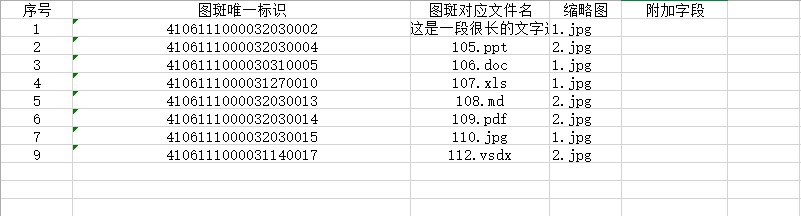 序号 图斑唯一标识 图斑对应文件名 缩略图 附加字段
1 4106111000032030002 这是一段很长的文字 1.jpg
2 4106111000032030004 105.ppt 2.jpg
3 4106111000030310005 106.doc 1.jpg
4 4106111000031270010 107.xls 1.jpg
5 4106111000032030013 108.md 2.jpg
6 4106111000032030014 109.pdf 2.jpg
7 4106111000032030015 110.jpg 1.jpg
9 4106111000031140017 112.vsdx 2.jpg